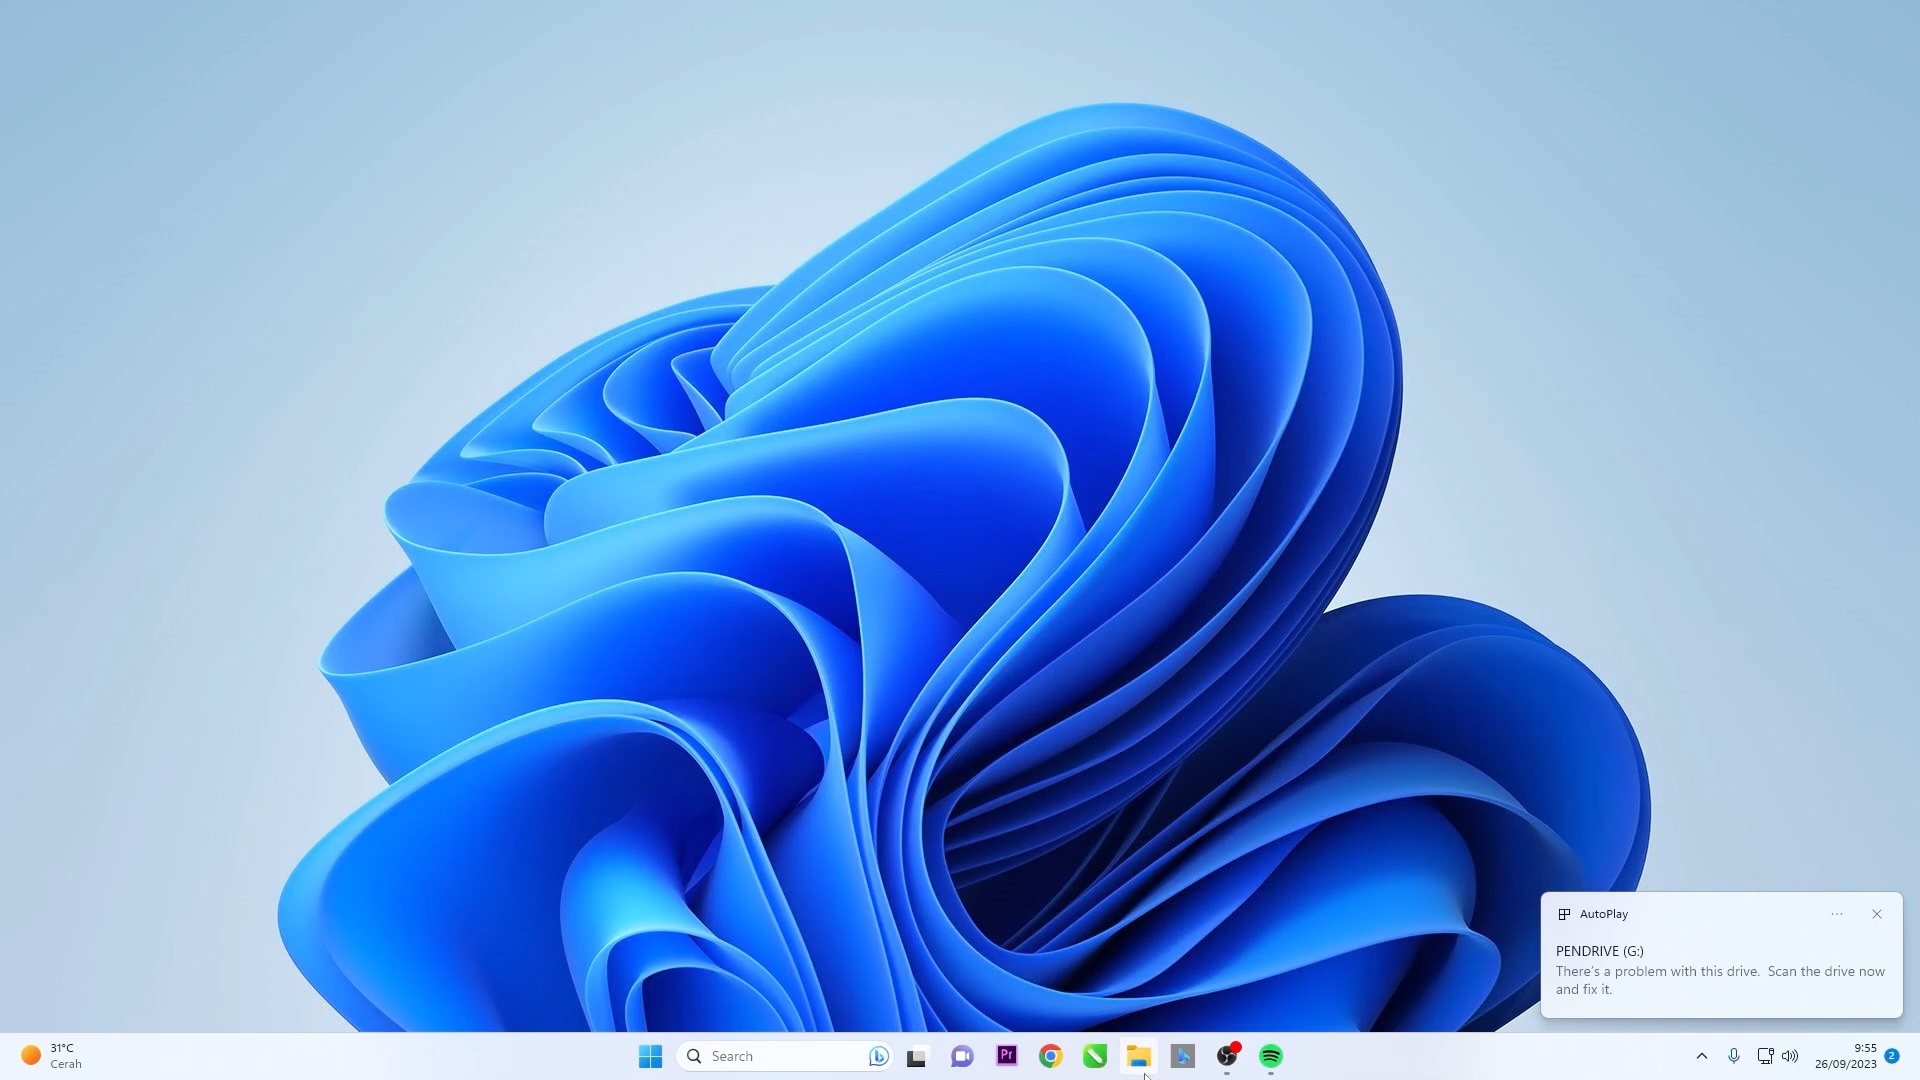 AutoPlay
PENDRIVE (G:)
There's a problem with this drive. Scan the drive now
and fix it.
31°C
Cerah
Search
Pr
9:55
26/09/2023
2